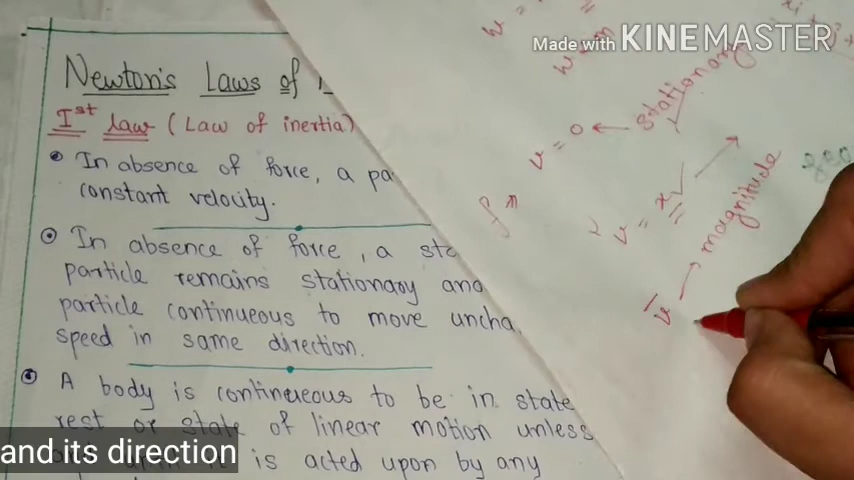 Newton's Laws of
Ist law (Law of inertia)
In absence of force, a pa
constant velocity.
In absence of force, a sta
particle remains stationary and
particle continueous to move uncha
speed in same direction.
A body is continueous to be in state
rest or state of linear motion unless
is acted upon by any
Made with KINEMASTER
stationary
v = 0
v = x
magnitude
v
and its direction